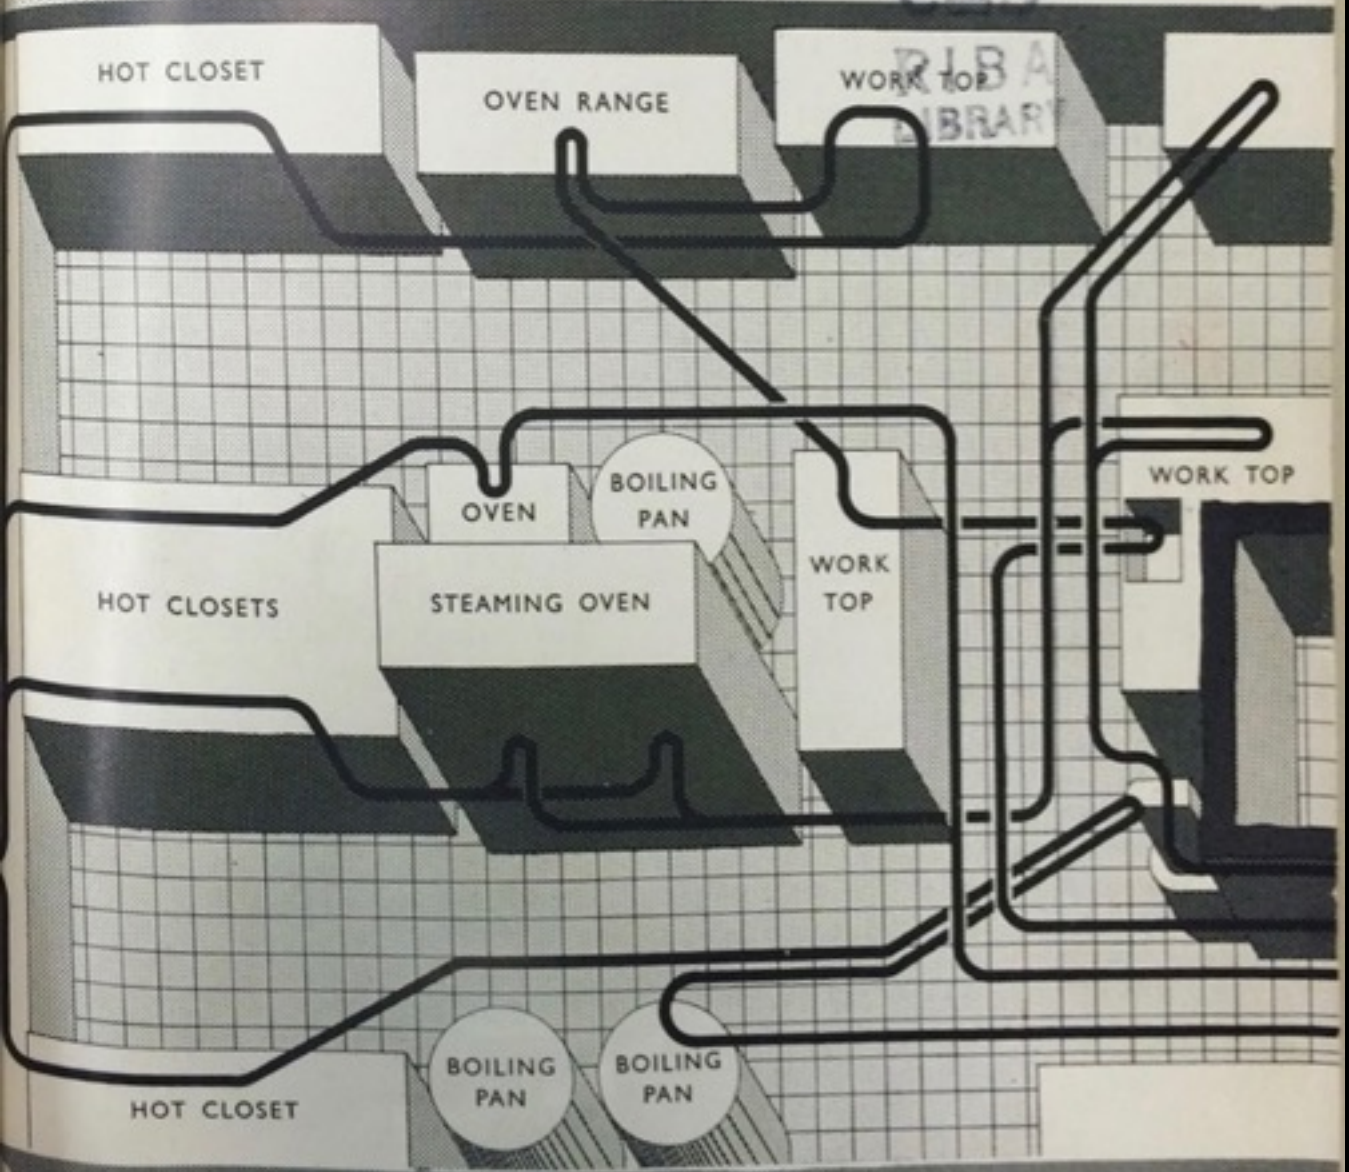 HOT CLOSET
OVEN RANGE
WORK TOP
RIBA
LIBRARY
OVEN
BOILING
PAN
WORK TOP
HOT CLOSETS
STEAMING OVEN
WORK
TOP
BOILING
PAN
BOILING
PAN
HOT CLOSET